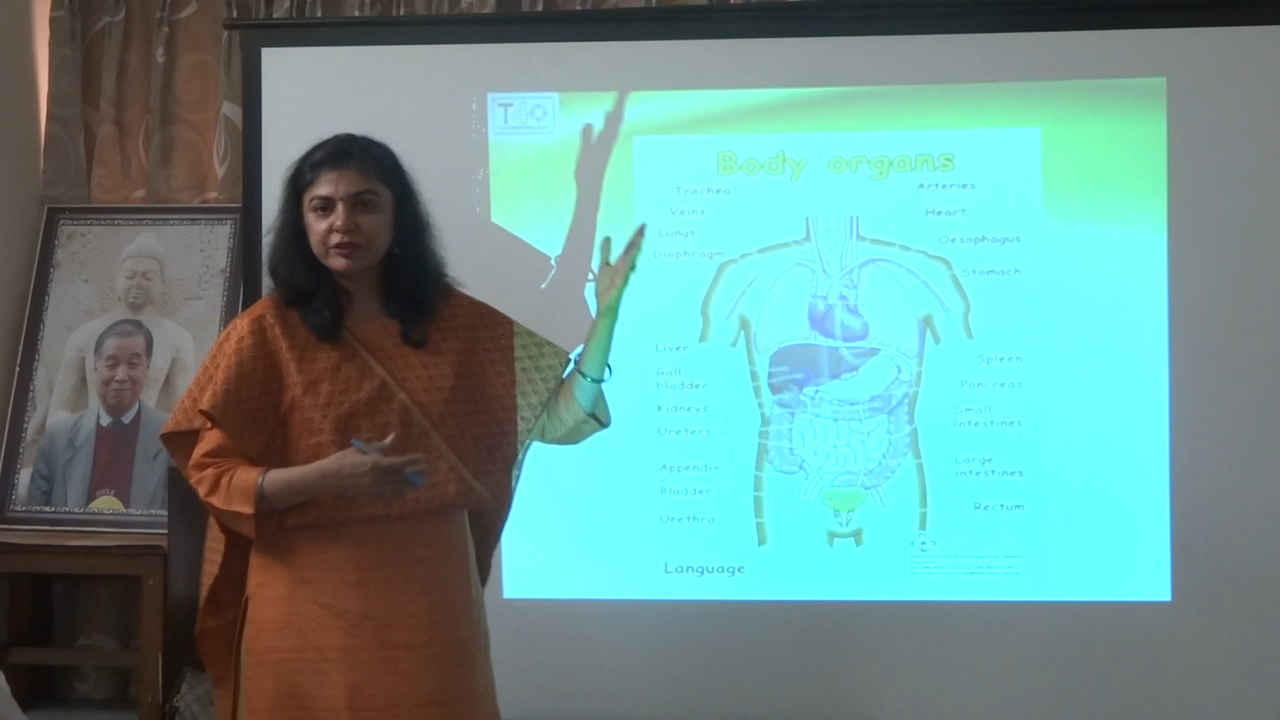 Body organs
Trachea
Veins
Lungs
Diaphragm
Liver
Gall
bladder
Kidneys
Ureters
Appendix
Bladder
Urethra
Language
Arteries
Heart
Oesophagus
Stomach
Spleen
Pancreas
Small
intestines
Large
intestines
Rectum